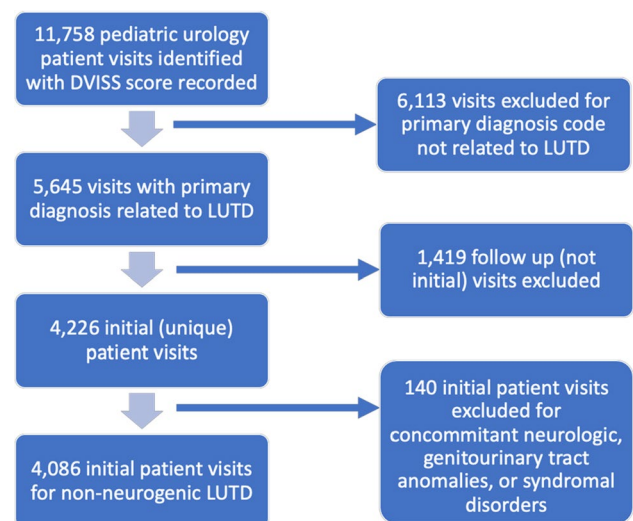 11,758 pediatric urology
patient visits identified
with DVISS score recorded
6,113 visits excluded for
primary diagnosis code
not related to LUTD
5,645 visits with primary
diagnosis related to LUTD
1,419 follow up (not
initial) visits excluded
4,226 initial (unique)
patient visits
140 initial patient visits
excluded for
concommitant neurologic,
genitourinary tract
anomalies, or syndromal
disorders
4,086 initial patient visits
for non-neurogenic LUTD